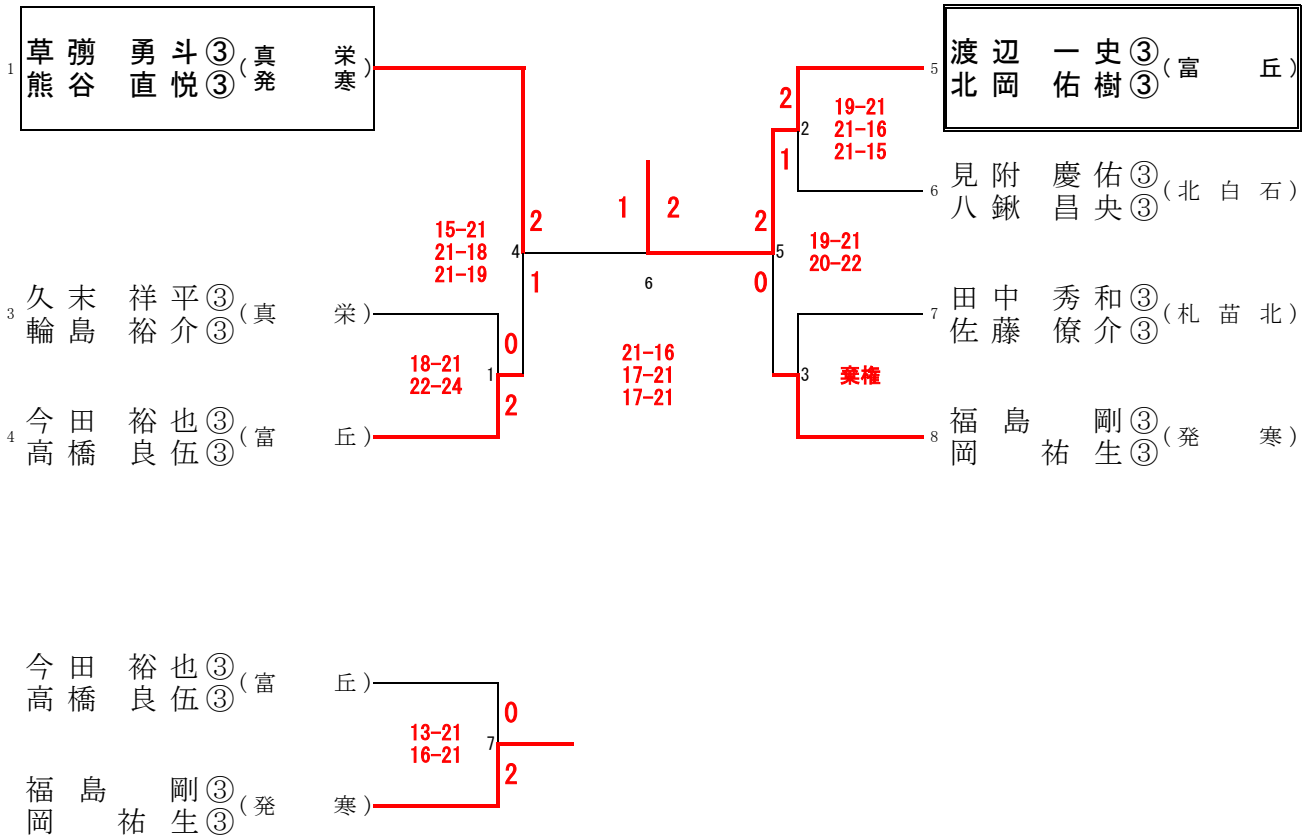 1 草彅 勇斗③(真栄)
熊谷 直悦③(発寒)
5 渡辺 一史③(富丘)
北岡 佑樹③
2
19-21
21-16
21-15
2
1
6 見附 慶佑③(北白石)
八鍬 昌央③
15-21
21-18
21-19
4
2
1
1
2
6
2
0
5
19-21
20-22
3 久末 祥平③(真栄)
輪島 裕介③
7 田中 秀和③(札苗北)
佐藤 僚介③
18-21
22-24
1
0
2
21-16
17-21
17-21
3
棄権
4 今田 裕也③(富丘)
高橋 良伍③
8 福島 剛③(発寒)
岡 祐生③
今田 裕也③(富丘)
高橋 良伍③
13-21
16-21
7
0
2
福島 剛③(発寒)
岡 祐生③